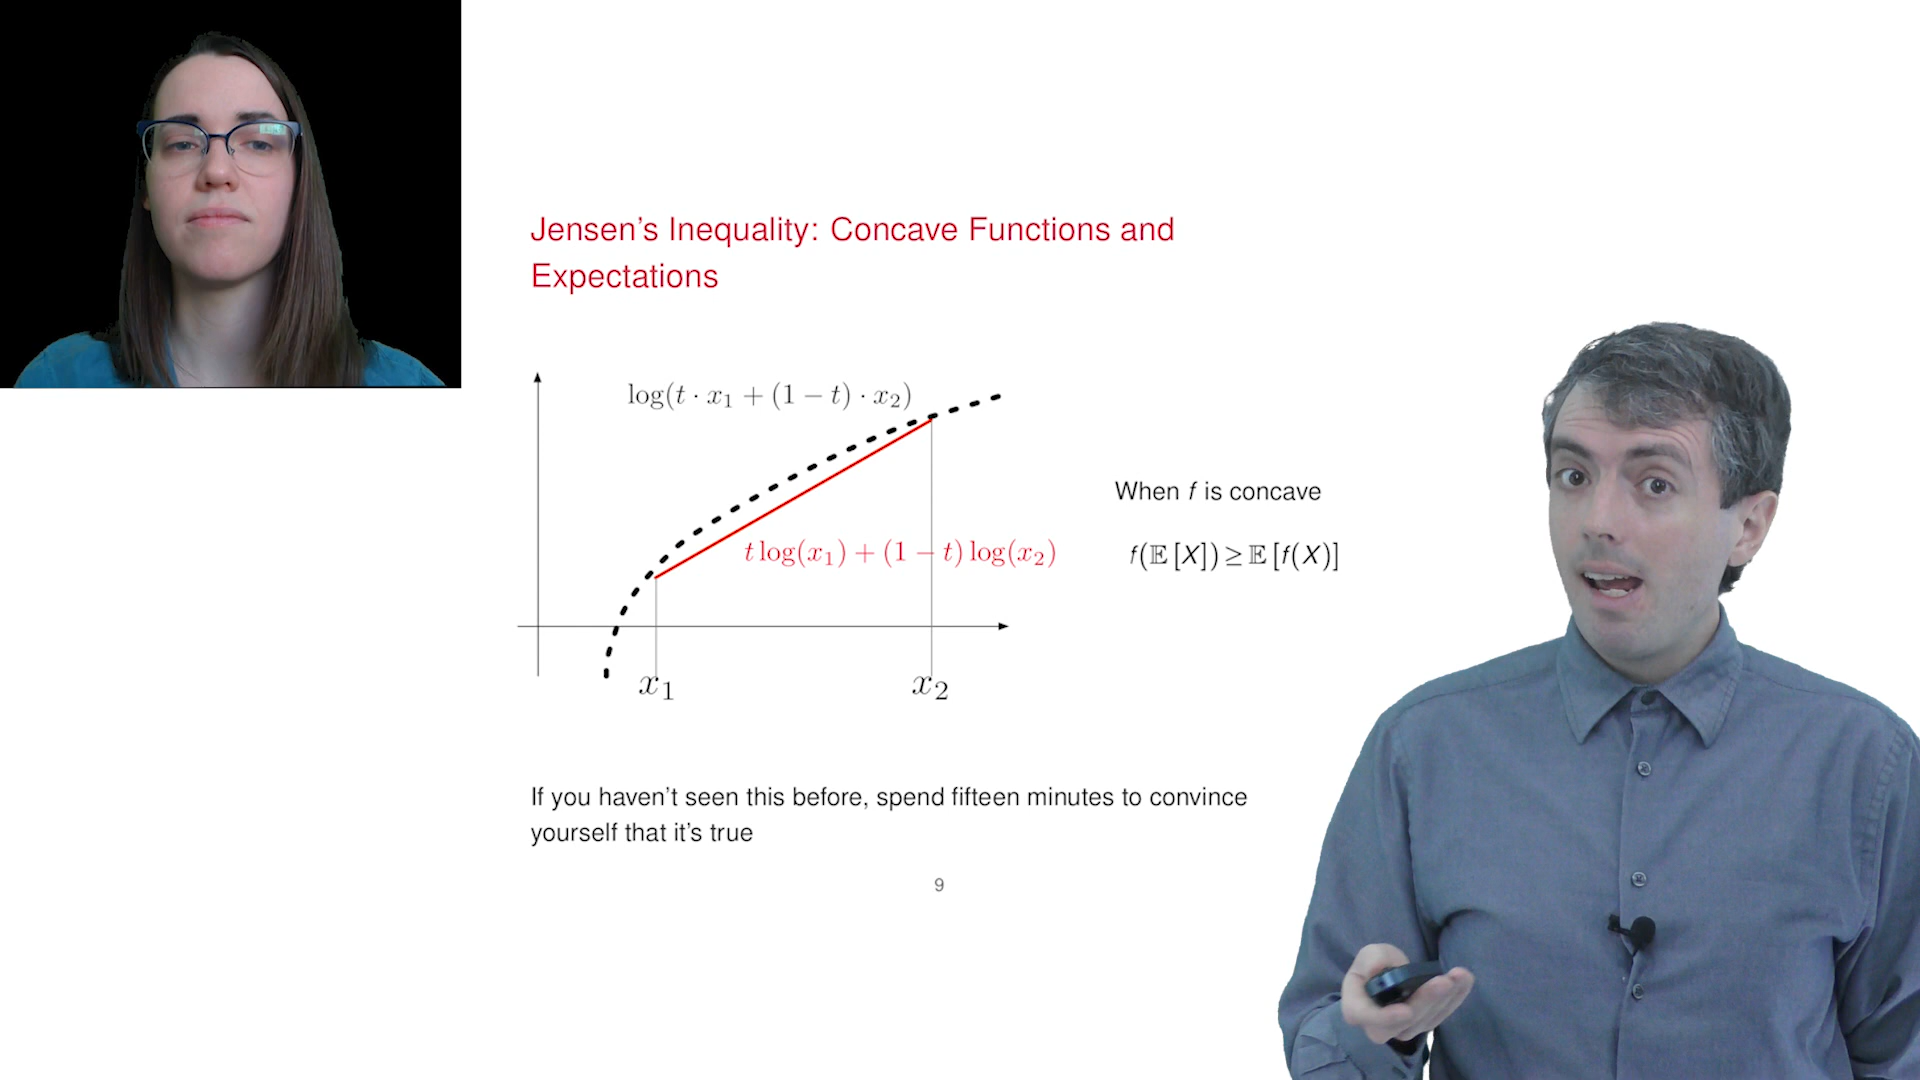 Jensen's Inequality: Concave Functions and
Expectations
log(t · x₁ + (1 − t) · x₂)
When f is concave
t log(x₁) + (1 − t) log(x₂)
f(𝔼 [X]) ≥ 𝔼 [f(X)]
x₁
x₂
If you haven't seen this before, spend fifteen minutes to convince
yourself that it's true
9